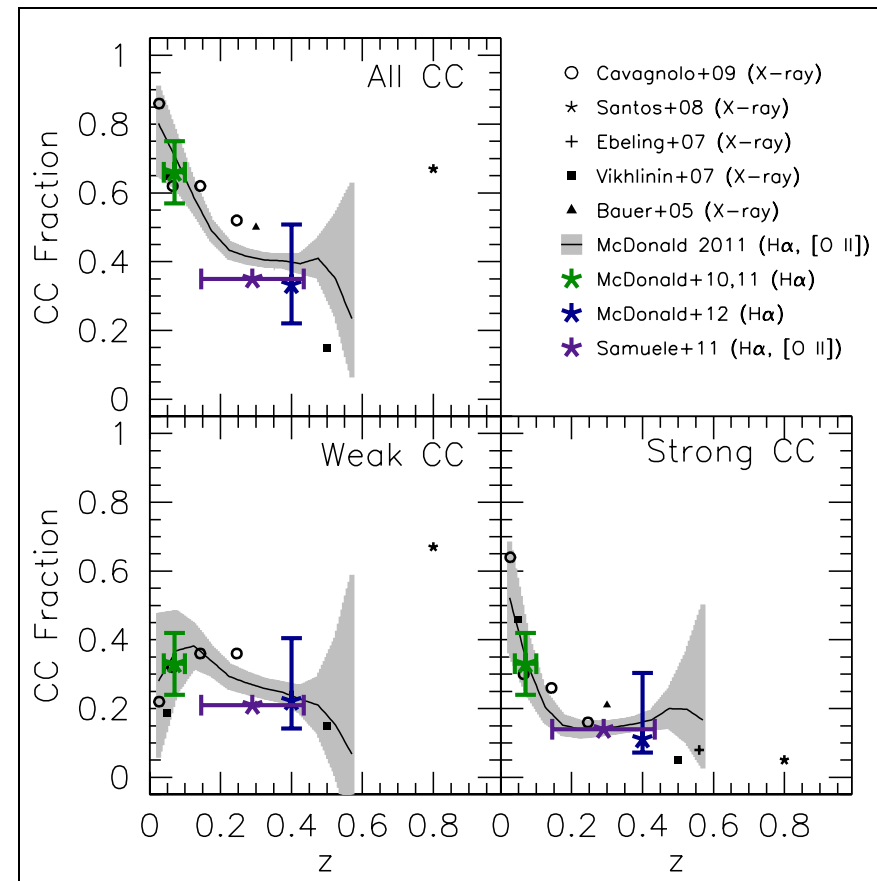 All CC
CC Fraction
1
0.8
0.6
0.4
0.2
0
Cavagnolo+09 (X-ray)
Santos+08 (X-ray)
Ebeling+07 (X-ray)
Vikhlinin+07 (X-ray)
Bauer+05 (X-ray)
McDonald 2011 (Hα, [O II])
McDonald+10,11 (Hα)
McDonald+12 (Hα)
Samuele+11 (Hα, [O II])
Weak CC
CC Fraction
1
0.8
0.6
0.4
0.2
0
0 0.2 0.4 0.6 0.8
z
Strong CC
0 0.2 0.4 0.6 0.8
z